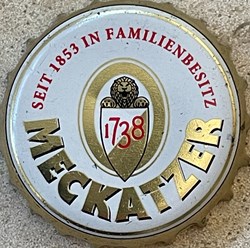 SEIT 1853 IN FAMILIENBESITZ
1738
MECKATZER